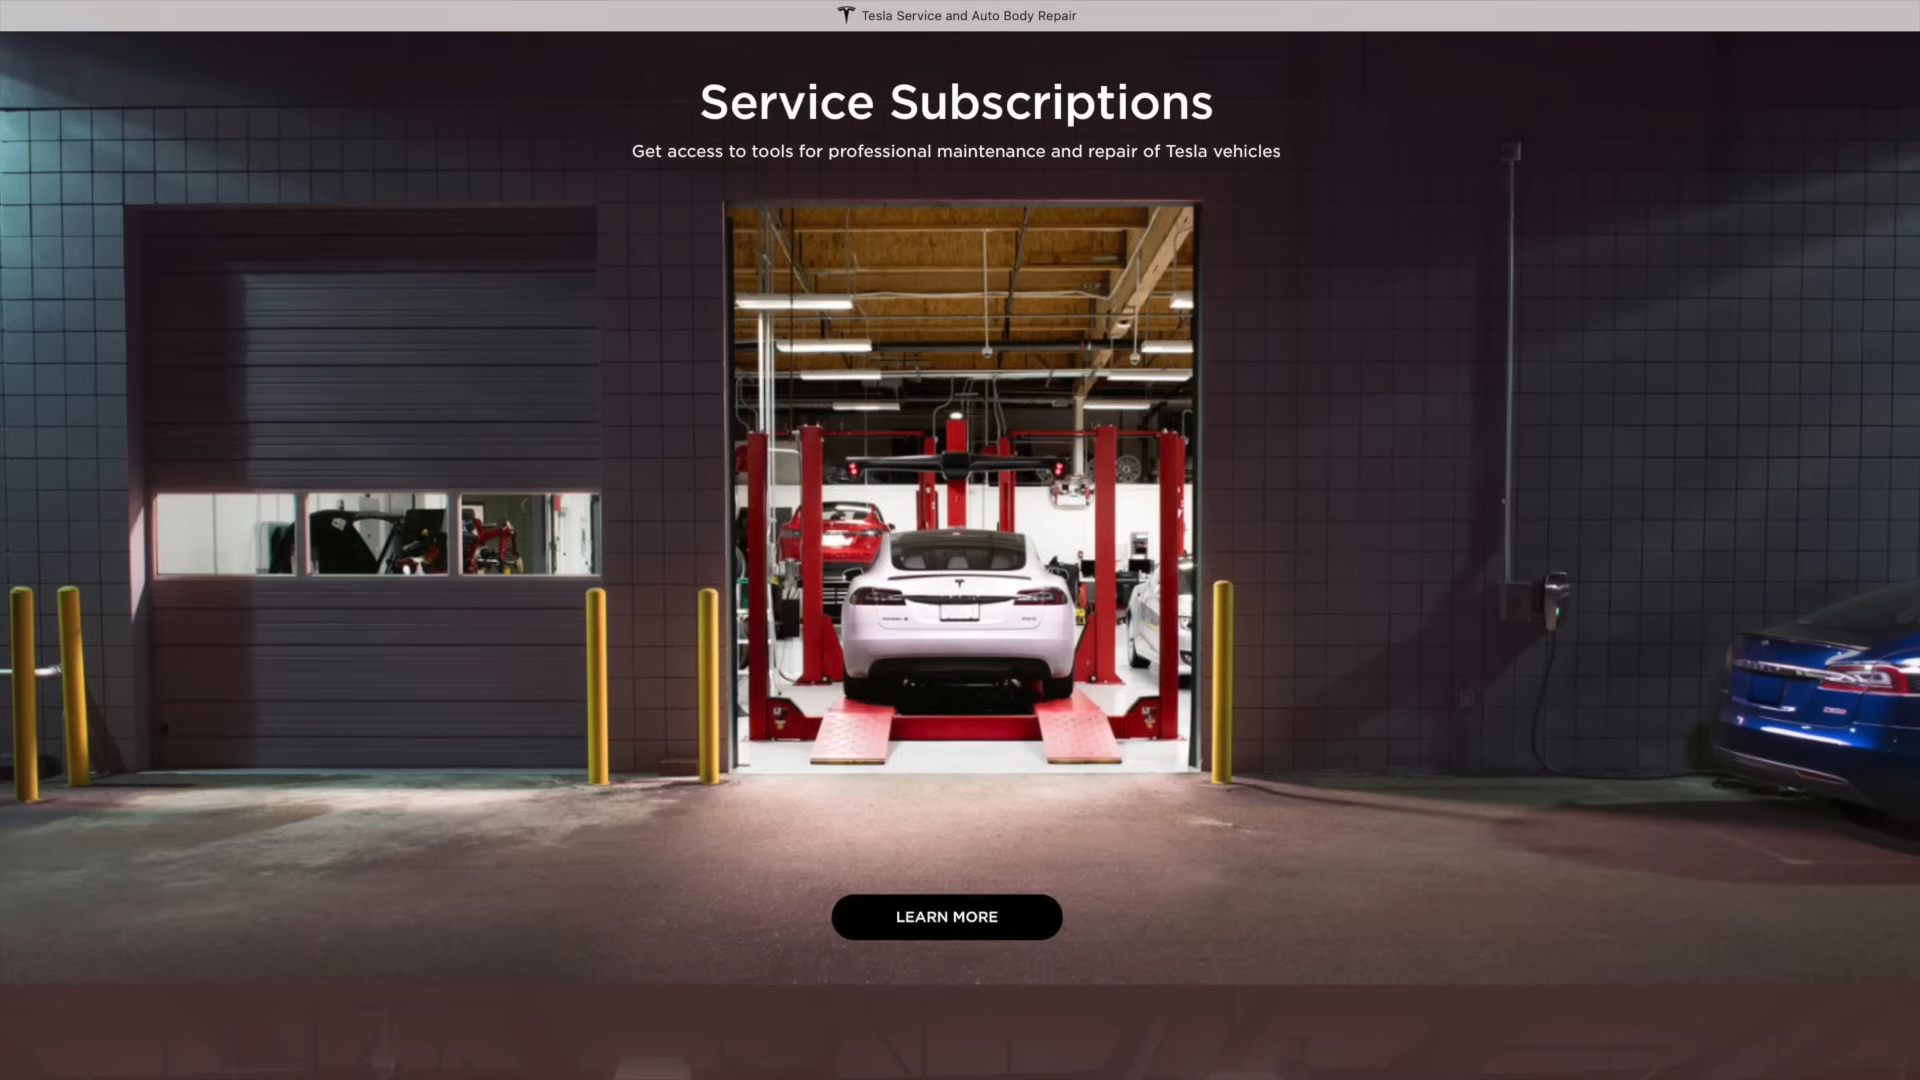 Tesla Service and Auto Body Repair
Service Subscriptions
Get access to tools for professional maintenance and repair of Tesla vehicles
LEARN MORE